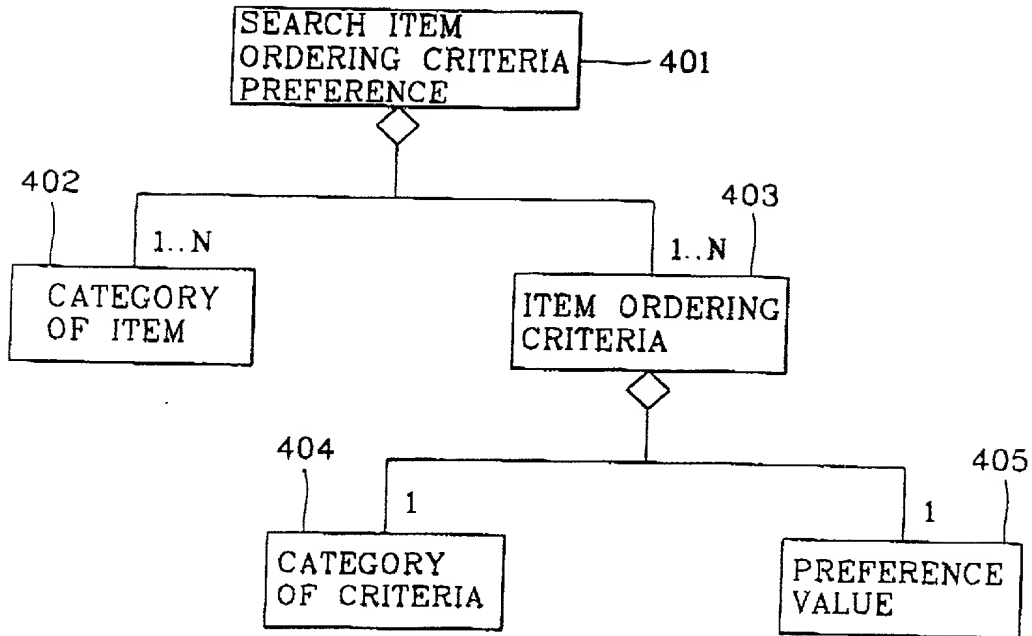 SEARCH ITEM
ORDERING CRITERIA
PREFERENCE
401
402
403
1..N
1..N
CATEGORY
OF ITEM
ITEM ORDERING
CRITERIA
404
405
1
1
CATEGORY
OF CRITERIA
PREFERENCE
VALUE